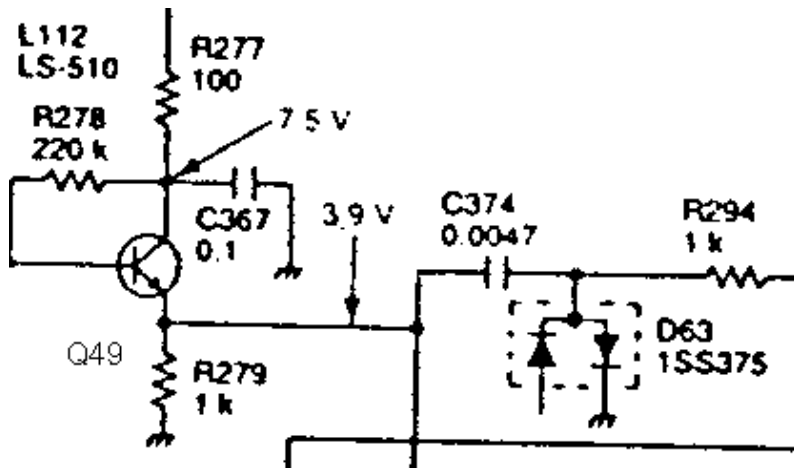 L112
LS-510
R277
100
R278
220 k
7.5 V
C367
0.1
3.9 V
C374
0.0047
R294
1 k
Q49
R279
1 k
D63
1SS375